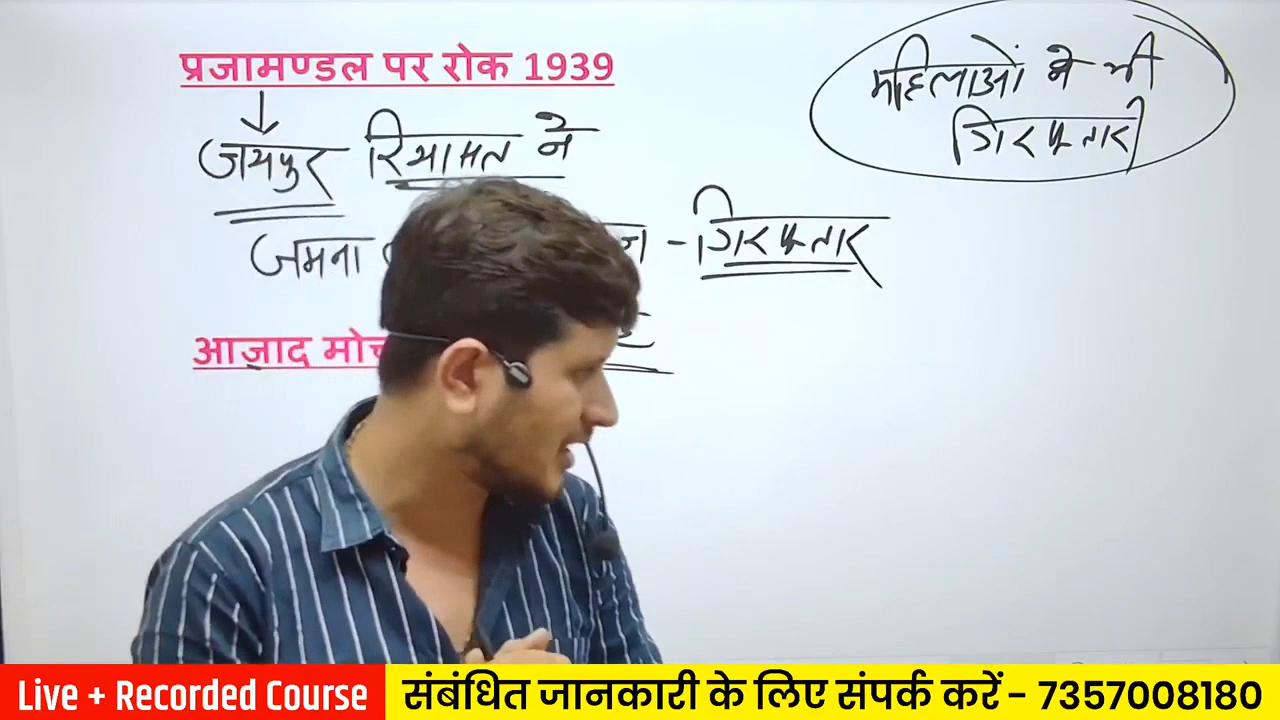 प्रजामण्डल पर रोक 1939
महिलाओं ने भी
गिरफ्तारी
जयपुर रियासत ने
जमना - गिरफ्तार
आज़ाद
Live + Recorded Course
संबंधित जानकारी के लिए संपर्क करें - 7357008180